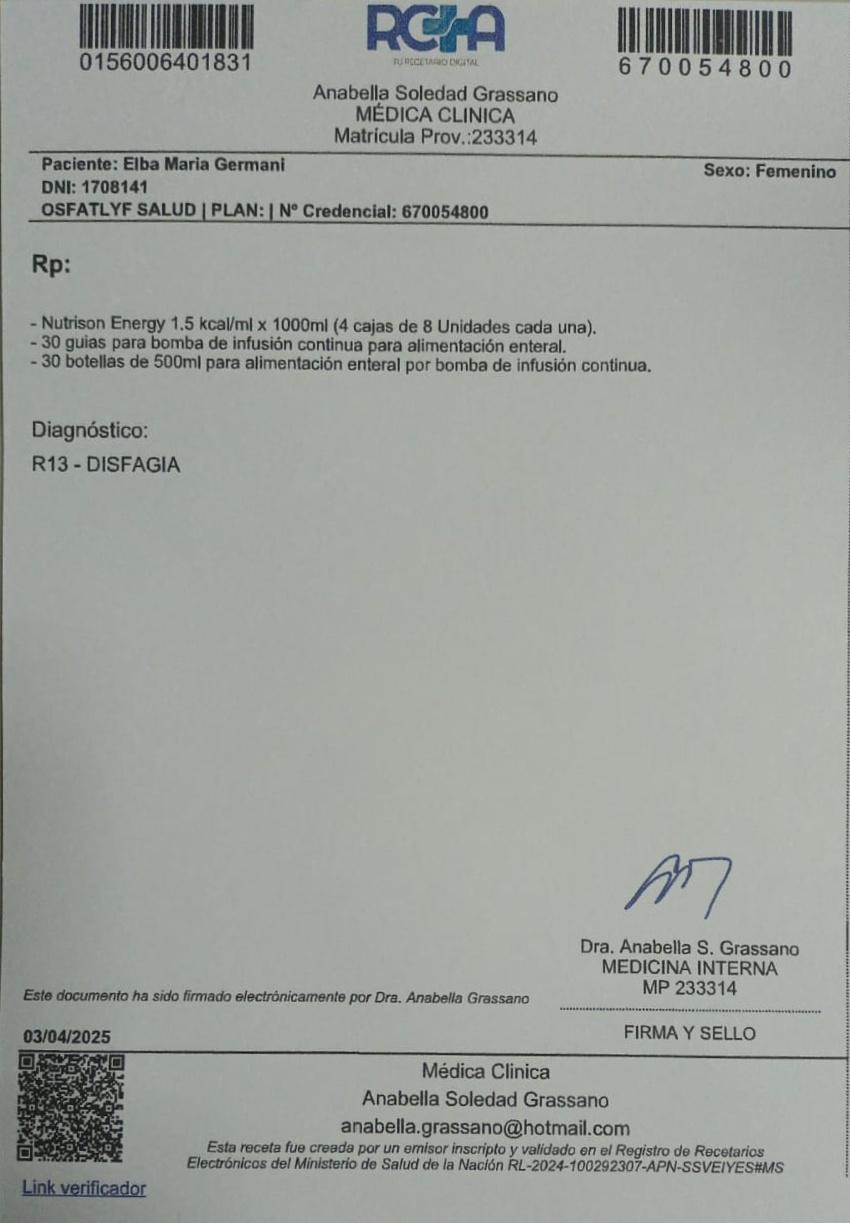 0156006401831
RCTA
TU RECETARIO DIGITAL
670054800
Anabella Soledad Grassano
MÉDICA CLINICA
Matrícula Prov.:233314
Paciente: Elba Maria Germani
Sexo: Femenino
DNI: 1708141
OSFATLYF SALUD | PLAN: | Nº Credencial: 670054800
Rp:
- Nutrison Energy 1.5 kcal/ml x 1000ml (4 cajas de 8 Unidades cada una).
- 30 guias para bomba de infusión continua para alimentación enteral.
- 30 botellas de 500ml para alimentación enteral por bomba de infusión continua.
Diagnóstico:
R13 - DISFAGIA
Dra. Anabella S. Grassano
MEDICINA INTERNA
MP 233314
Este documento ha sido firmado electrónicamente por Dra. Anabella Grassano
FIRMA Y SELLO
03/04/2025
Médica Clinica
Anabella Soledad Grassano
anabella.grassano@hotmail.com
Esta receta fue creada por un emisor inscripto y validado en el Registro de Recetarios
Electrónicos del Ministerio de Salud de la Nación RL-2024-100292307-APN-SSVEIYES#MS
Link verificador